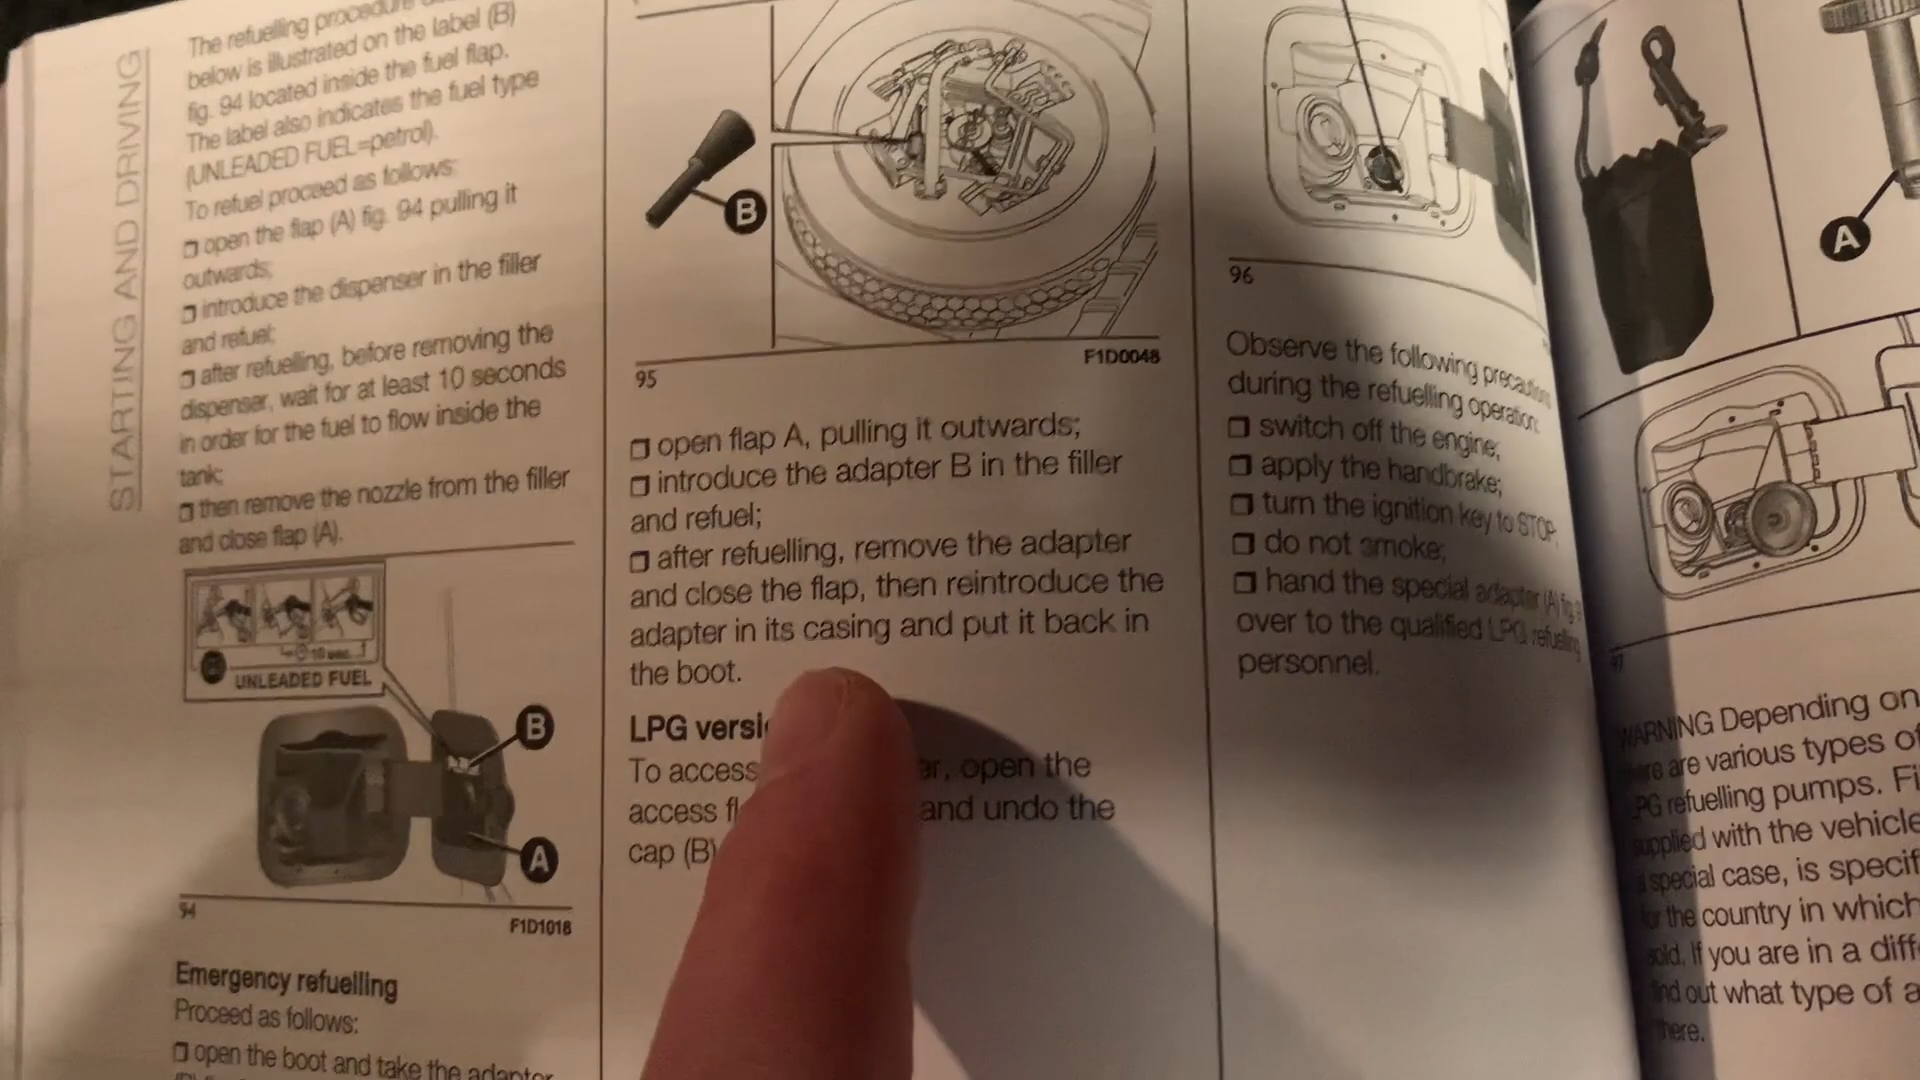 STARTING AND DRIVING
The refuelling procedure
below is illustrated on the label (B)
fig. 94 located inside the fuel flap.
The label also indicates the fuel type
(UNLEADED FUEL=petrol).
To refuel proceed as follows:
❒ open the flap (A) fig. 94 pulling it
outwards;
❒ introduce the dispenser in the filler
and refuel;
❒ after refuelling, before removing the
dispenser, wait for at least 10 seconds
in order for the fuel to flow inside the
tank;
❒ then remove the nozzle from the filler
and close flap (A).
UNLEADED FUEL
B
A
94
F1D1018
Emergency refuelling
Proceed as follows:
❒ open the boot and take the adaptor
B
95
F1D0048
❒ open flap A, pulling it outwards;
❒ introduce the adapter B in the filler
and refuel;
❒ after refuelling, remove the adapter
and close the flap, then reintroduce the
adapter in its casing and put it back in
the boot.
LPG versi
To access er, open the
access fl and undo the
cap (B)
96
Observe the following precautions
during the refuelling operation:
❒ switch off the engine;
❒ apply the handbrake;
❒ turn the ignition key to STOP.
❒ do not smoke;
❒ hand the special adapter (A) fig. 9
over to the qualified LPG refuelling
personnel.
A
97
WARNING Depending on
are various types of
LPG refuelling pumps. Fi
supplied with the vehicle
special case, is specif
for the country in which
sold. If you are in a diff
find out what type of a
there.